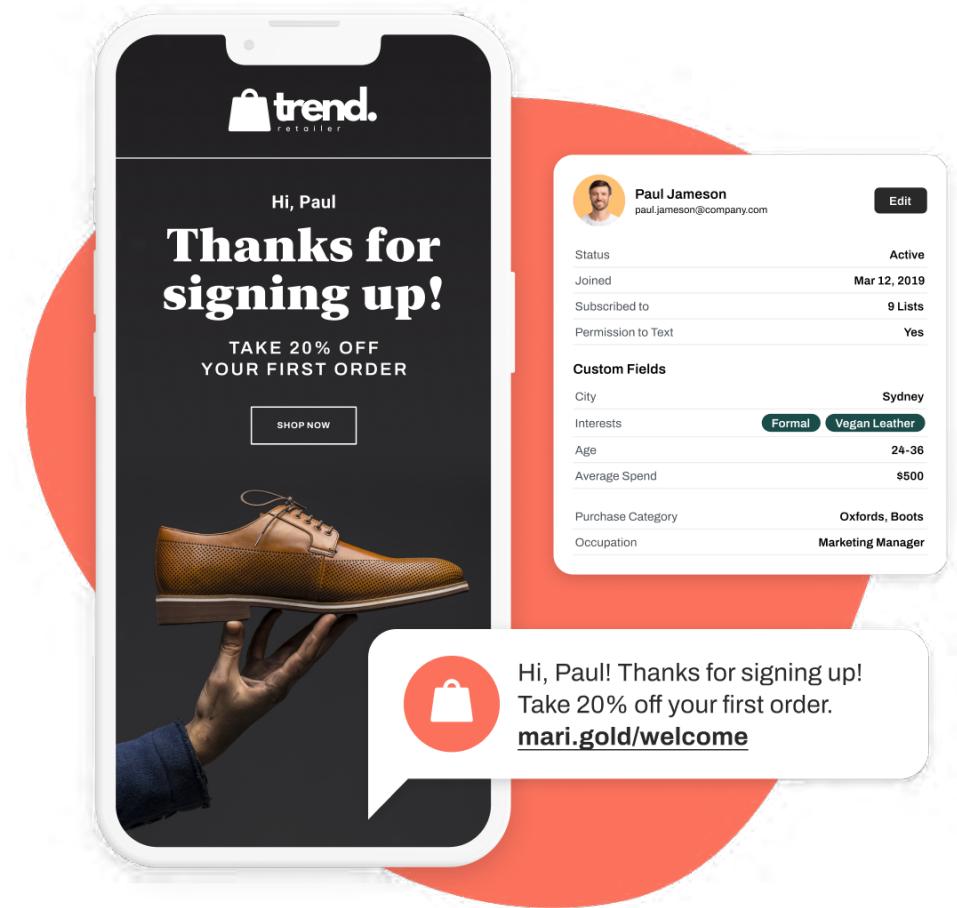 trend.
retailer
Hi, Paul
Thanks for
signing up!
TAKE 20% OFF
YOUR FIRST ORDER
SHOP NOW
Paul Jameson
paul.jameson@company.com
Edit
Status Active
Joined Mar 12, 2019
Subscribed to 9 Lists
Permission to Text Yes
Custom Fields
City Sydney
Interests Formal Vegan Leather
Age 24-36
Average Spend $500
Purchase Category Oxfords, Boots
Occupation Marketing Manager
Hi, Paul! Thanks for signing up!
Take 20% off your first order.
mari.gold/welcome